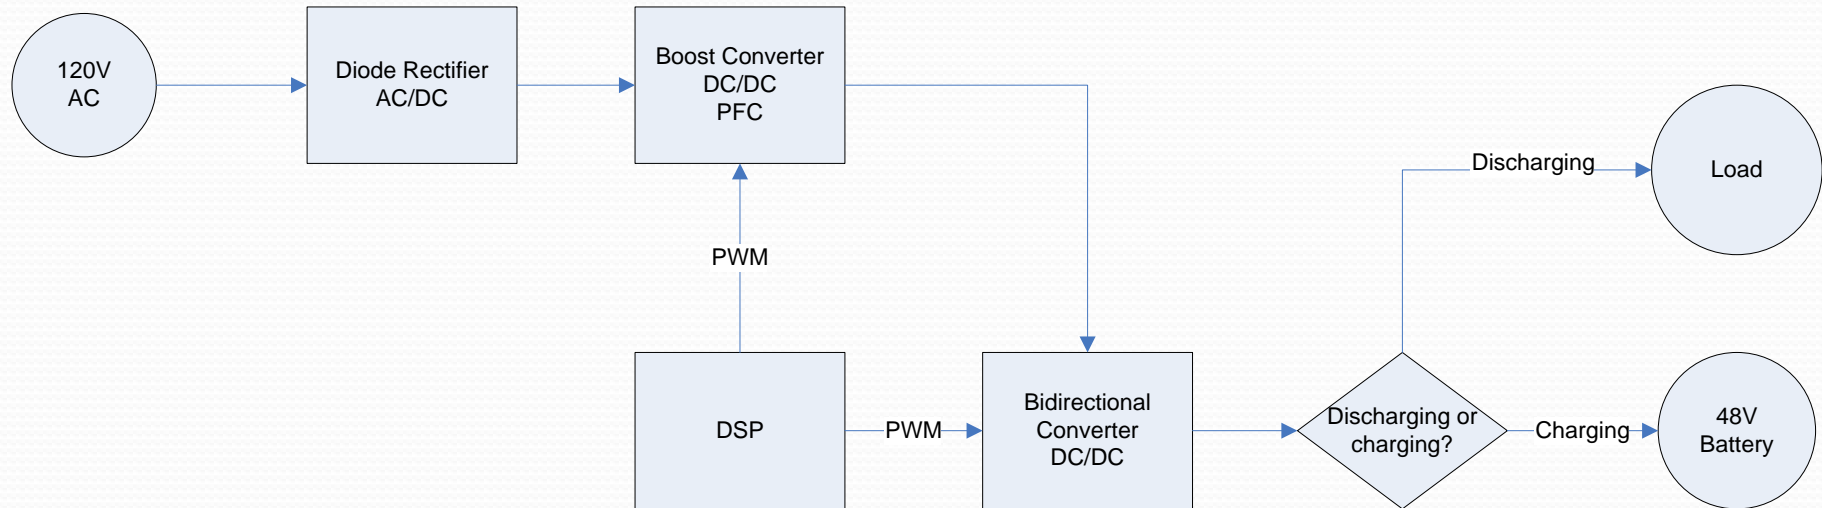 120V
AC
Diode Rectifier
AC/DC
Boost Converter
DC/DC
PFC
Discharging
Load
PWM
DSP
PWM
Bidirectional
Converter
DC/DC
Discharging or
charging?
Charging
48V
Battery